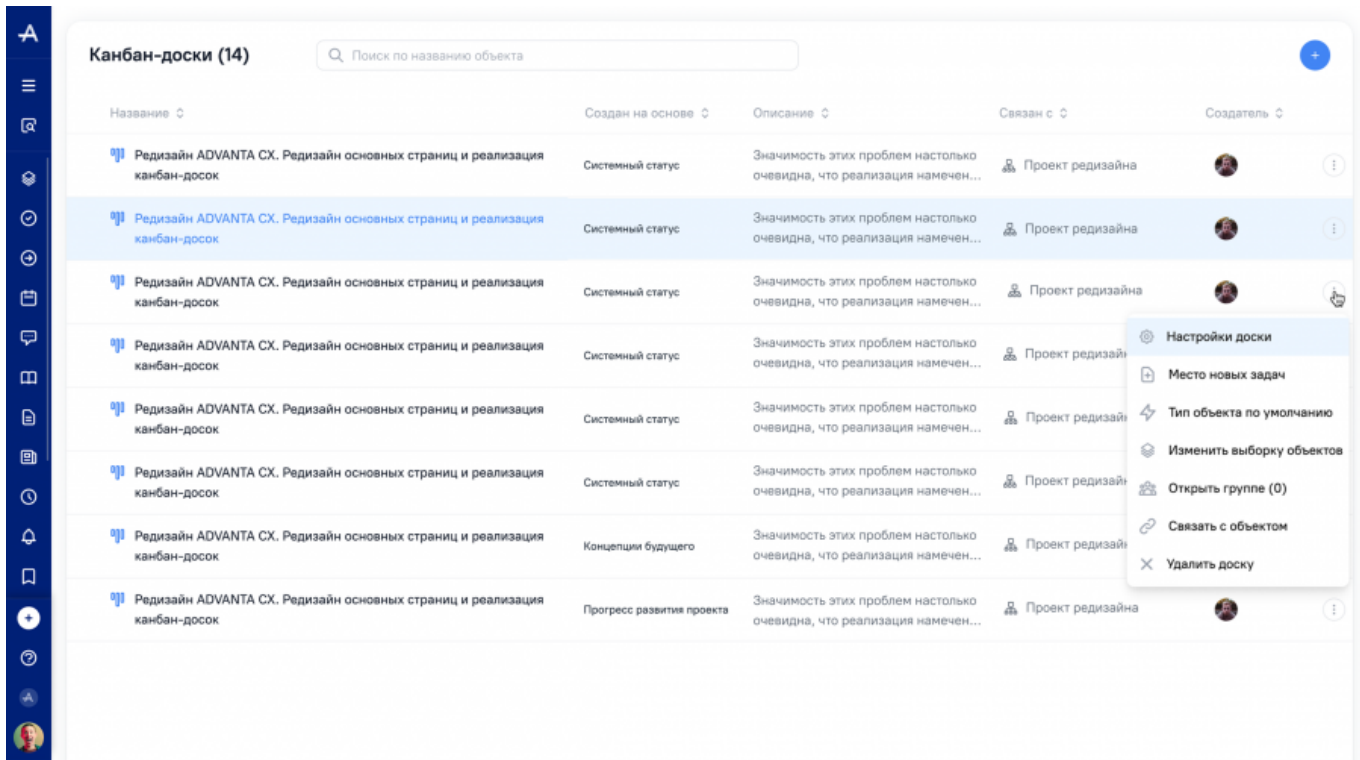 Канбан-доски (14)
Поиск по названию объекта
+
Название
Создан на основе
Описание
Связан с
Создатель
Редизайн ADVANTA CX. Редизайн основных страниц и реализация
канбан-досок
Системный статус
Значимость этих проблем настолько
очевидна, что реализация намечен...
Проект редизайна
Редизайн ADVANTA CX. Редизайн основных страниц и реализация
канбан-досок
Системный статус
Значимость этих проблем настолько
очевидна, что реализация намечен...
Проект редизайна
Редизайн ADVANTA CX. Редизайн основных страниц и реализация
канбан-досок
Системный статус
Значимость этих проблем настолько
очевидна, что реализация намечен...
Проект редизайна
Редизайн ADVANTA CX. Редизайн основных страниц и реализация
канбан-досок
Системный статус
Значимость этих проблем настолько
очевидна, что реализация намечен...
Проект редизай
Редизайн ADVANTA CX. Редизайн основных страниц и реализация
канбан-досок
Системный статус
Значимость этих проблем настолько
очевидна, что реализация намечен...
Проект редизай
Редизайн ADVANTA CX. Редизайн основных страниц и реализация
канбан-досок
Системный статус
Значимость этих проблем настолько
очевидна, что реализация намечен...
Проект редизай
Редизайн ADVANTA CX. Редизайн основных страниц и реализация
канбан-досок
Концепции будущего
Значимость этих проблем настолько
очевидна, что реализация намечен...
Проект редизай
Редизайн ADVANTA CX. Редизайн основных страниц и реализация
канбан-досок
Прогресс развития проекта
Значимость этих проблем настолько
очевидна, что реализация намечен...
Проект редизайна
Настройки доски
Место новых задач
Тип объекта по умолчанию
Изменить выборку объектов
Открыть группе (0)
Связать с объектом
Удалить доску